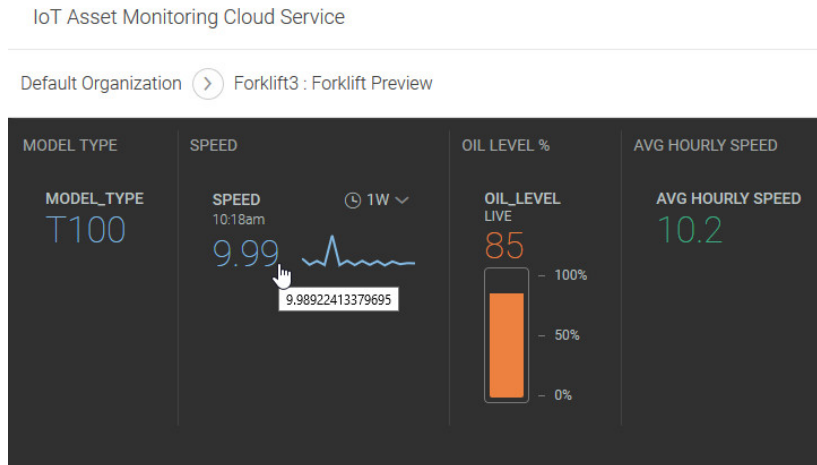 IoT Asset Monitoring Cloud Service
Default Organization > Forklift3 : Forklift Preview
MODEL TYPE
MODEL_TYPE
T100
SPEED
SPEED
1W
10:18am
9.99
9.98922413379695
OIL LEVEL %
OIL_LEVEL
LIVE
85
100%
50%
0%
AVG HOURLY SPEED
AVG HOURLY SPEED
10.2